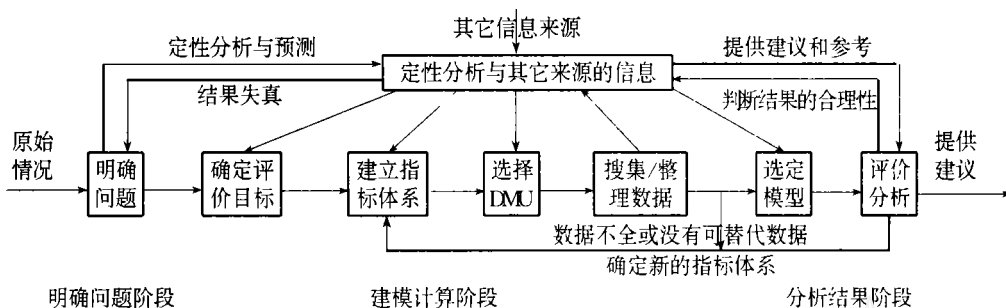 其它信息来源
定性分析与预测
提供建议和参考
定性分析与其它来源的信息
结果失真
判断结果的合理性
原始
情况
提供
建议
明确
问题
确定评
价目标
建立指
标体系
选择
DMU
搜集/整
理数据
选定
模型
评价
分析
数据不全或没有可替代数据
确定新的指标体系
明确问题阶段
建模计算阶段
分析结果阶段